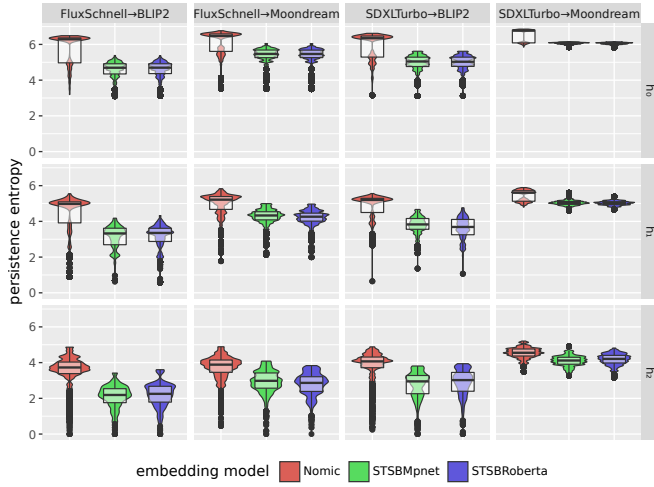 FluxSchnell→BLIP2 FluxSchnell→Moondream SDXLTurbo→BLIP2 SDXLTurbo→Moondream
6
4
2
0
h₀
6
4
2
0
h₁
6
4
2
0
h₂
persistence entropy
embedding model Nomic STSBMpnet STSBRoberta